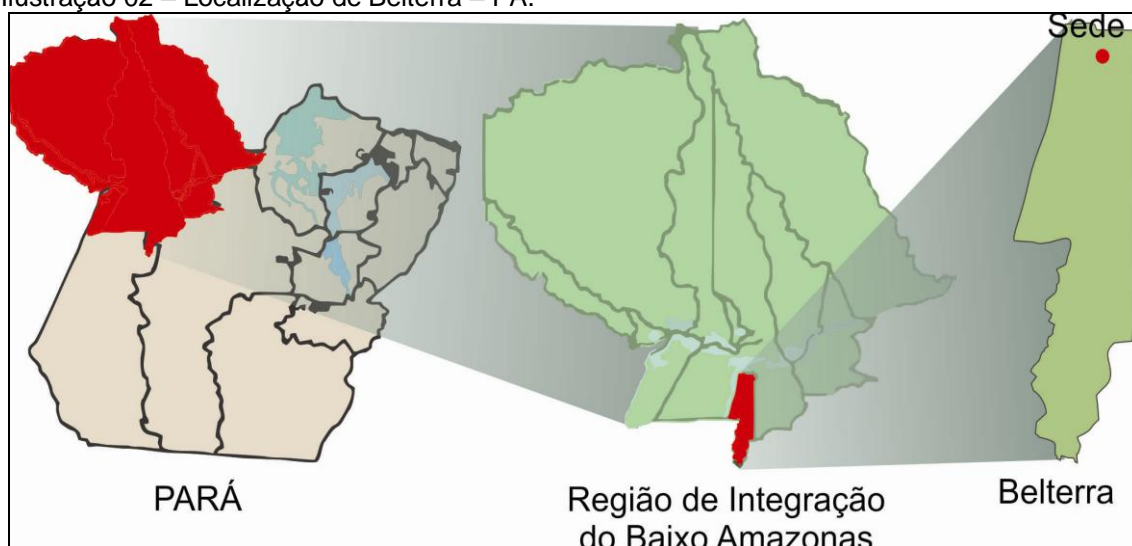 Ilustração 02 – Localização de Belterra – PA.
Sede
PARÁ
Região de Integração
do Baixo Amazonas
Belterra